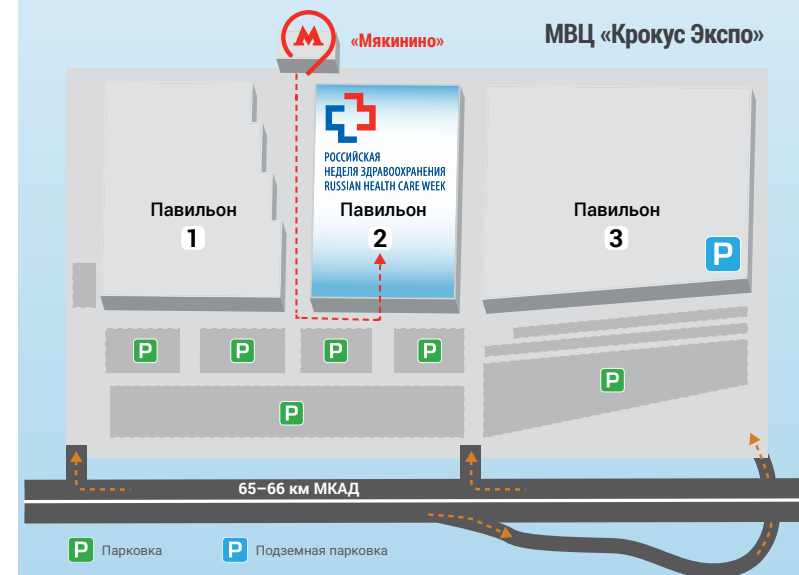 МВЦ «Крокус Экспо»
М
«Мякинино»
РОССИЙСКАЯ
НЕДЕЛЯ ЗДРАВООХРАНЕНИЯ
RUSSIAN HEALTH CARE WEEK
Павильон
1
Павильон
2
Павильон
3
P
P
P
P
P
P
P
65–66 км МКАД
P Парковка
P Подземная парковка